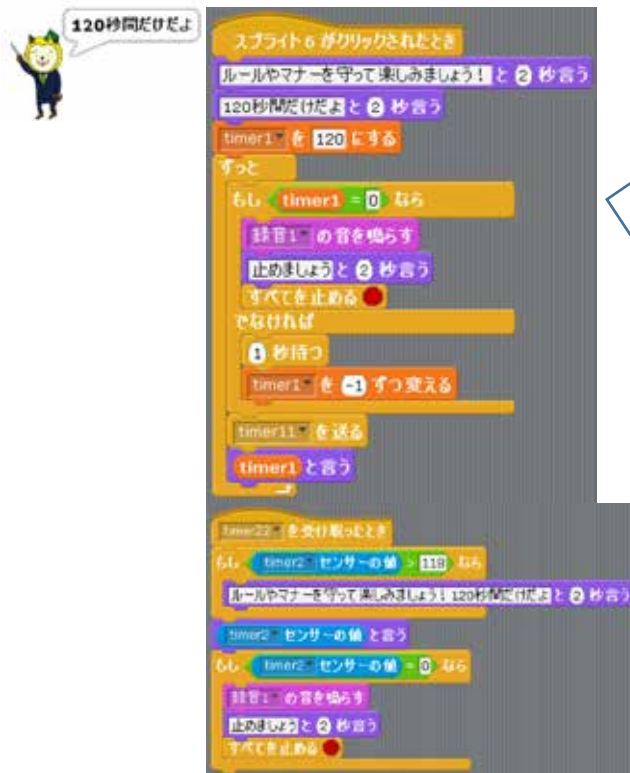 120秒間だけだよ
スプライト6 がクリックされたとき
ルールやマナーを守って楽しみましょう! と 2 秒言う
120秒間だけだよ と 2 秒言う
timer1 を 120 にする
ずっと
もし timer1 = 0 なら
録音1 の音を鳴らす
止めましょう と 2 秒言う
すべてを止める
でなければ
1 秒待つ
timer1 を -1 ずつ変える
timer11 を送る
timer1 と言う
timer22 を受け取ったとき
もし timer2 センサーの値 > 118 なら
ルールやマナーを守って楽しみましょう! 120秒間だけだよ と 2 秒言う
timer2 センサーの値 と言う
もし timer2 センサーの値 = 0 なら
録音1 の音を鳴らす
止めましょう と 2 秒言う
すべてを止める